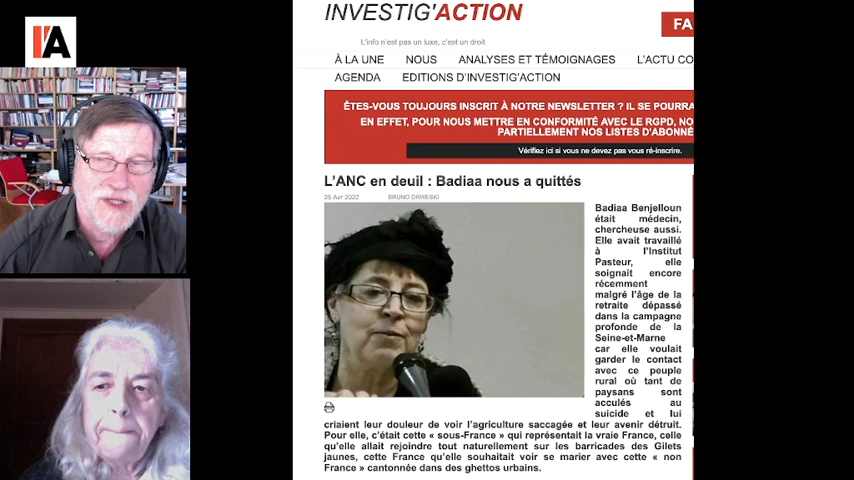 I'A
INVESTIG'ACTION
FA
L'info n'est pas un luxe, c'est un droit
À LA UNE NOUS ANALYSES ET TÉMOIGNAGES L'ACTU CO
AGENDA EDITIONS D'INVESTIG'ACTION
ÊTES-VOUS TOUJOURS INSCRIT À NOTRE NEWSLETTER ? IL SE POURRA
EN EFFET, POUR NOUS METTRE EN CONFORMITÉ AVEC LE RGPD, NO
PARTIELLEMENT NOS LISTES D'ABONNÉ
Vérifiez ici si vous ne devez pas vous ré-inscrire.
L'ANC en deuil : Badiaa nous a quittés
25 Avr 2022 BRUNO DRWESKI
Badiaa Benjelloun
était médecin,
chercheuse aussi.
Elle avait travaillé
à l'Institut
Pasteur, elle
soignait encore
récemment
malgré l'âge de la
retraite dépassé
dans la campagne
profonde de la
Seine-et-Marne
car elle voulait
garder le contact
avec ce peuple
rural où tant de
paysans sont
acculés au
suicide et lui
criaient leur douleur de voir l'agriculture saccagée et leur avenir détruit.
Pour elle, c'était cette « sous-France » qui représentait la vraie France, celle
qu'elle allait rejoindre tout naturellement sur les barricades des Gilets
jaunes, cette France qu'elle souhaitait voir se marier avec cette « non
France » cantonnée dans des ghettos urbains.